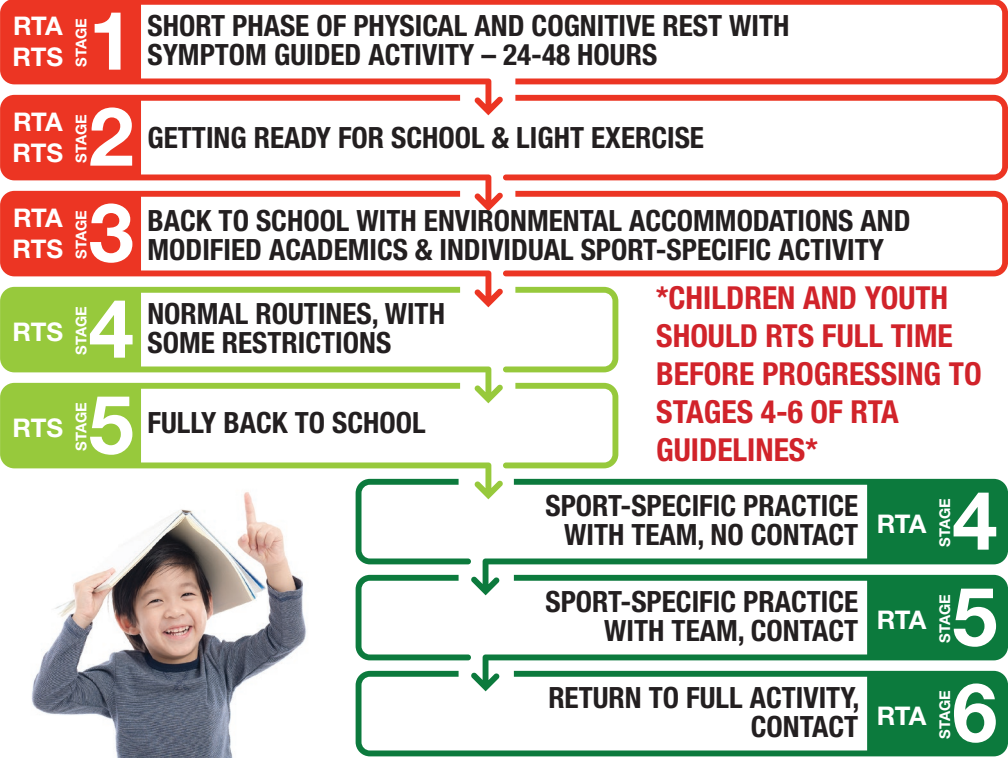 RTA
RTS
STAGE
1
SHORT PHASE OF PHYSICAL AND COGNITIVE REST WITH
SYMPTOM GUIDED ACTIVITY – 24-48 HOURS
RTA
RTS
STAGE
2
GETTING READY FOR SCHOOL & LIGHT EXERCISE
RTA
RTS
STAGE
3
BACK TO SCHOOL WITH ENVIRONMENTAL ACCOMMODATIONS AND
MODIFIED ACADEMICS & INDIVIDUAL SPORT-SPECIFIC ACTIVITY
RTS
STAGE
4
NORMAL ROUTINES, WITH
SOME RESTRICTIONS
RTS
STAGE
5
FULLY BACK TO SCHOOL
*CHILDREN AND YOUTH
SHOULD RTS FULL TIME
BEFORE PROGRESSING TO
STAGES 4-6 OF RTA
GUIDELINES*
SPORT-SPECIFIC PRACTICE
WITH TEAM, NO CONTACT
RTA
STAGE
4
SPORT-SPECIFIC PRACTICE
WITH TEAM, CONTACT
RTA
STAGE
5
RETURN TO FULL ACTIVITY,
CONTACT
RTA
STAGE
6